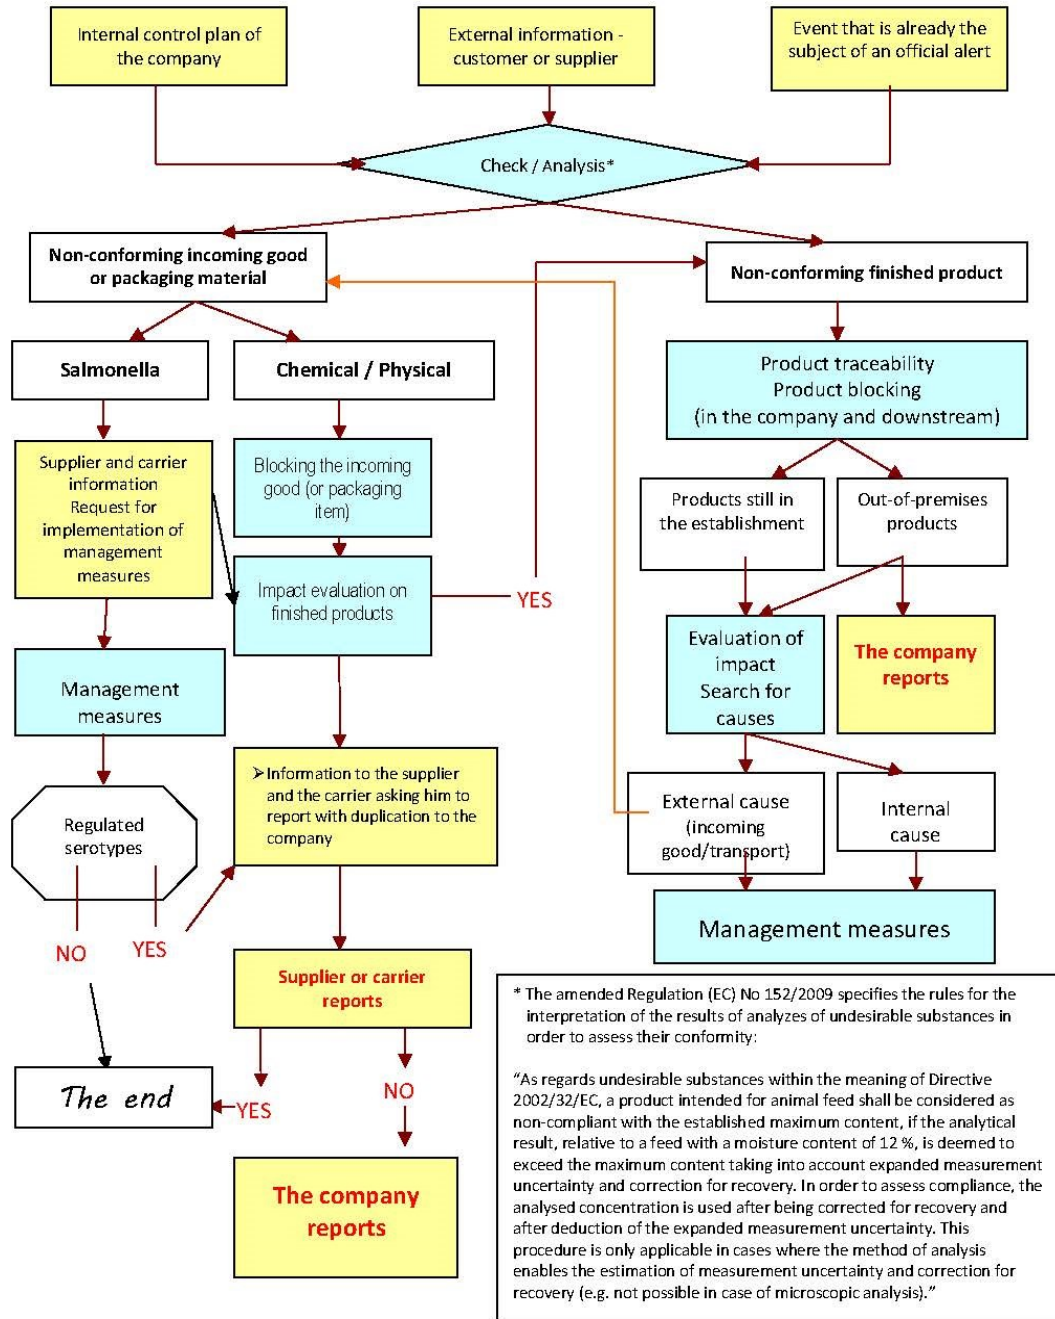 Internal control plan of
the company
External information -
customer or supplier
Event that is already the
subject of an official alert
Check / Analysis*
Non-conforming incoming good
or packaging material
Non-conforming finished product
Salmonella
Chemical / Physical
Product traceability
Product blocking
(in the company and downstream)
Supplier and carrier
information
Request for
implementation of
management
measures
Blocking the incoming
good (or packaging
item)
Products still in
the establishment
Out-of-premises
products
Impact evaluation on
finished products
YES
Evaluation of
impact
Search for
causes
The company
reports
Management
measures
➢Information to the supplier
and the carrier asking him to
report with duplication to the
company
External cause
(incoming
good/transport)
Internal
cause
Regulated
serotypes
NO
YES
Management measures
Supplier or carrier
reports
The end
YES
NO
The company
reports
* The amended Regulation (EC) No 152/2009 specifies the rules for the
interpretation of the results of analyzes of undesirable substances in
order to assess their conformity:
“As regards undesirable substances within the meaning of Directive
2002/32/EC, a product intended for animal feed shall be considered as
non-compliant with the established maximum content, if the analytical
result, relative to a feed with a moisture content of 12 %, is deemed to
exceed the maximum content taking into account expanded measurement
uncertainty and correction for recovery. In order to assess compliance, the
analysed concentration is used after being corrected for recovery and
after deduction of the expanded measurement uncertainty. This
procedure is only applicable in cases where the method of analysis
enables the estimation of measurement uncertainty and correction for
recovery (e.g. not possible in case of microscopic analysis).”